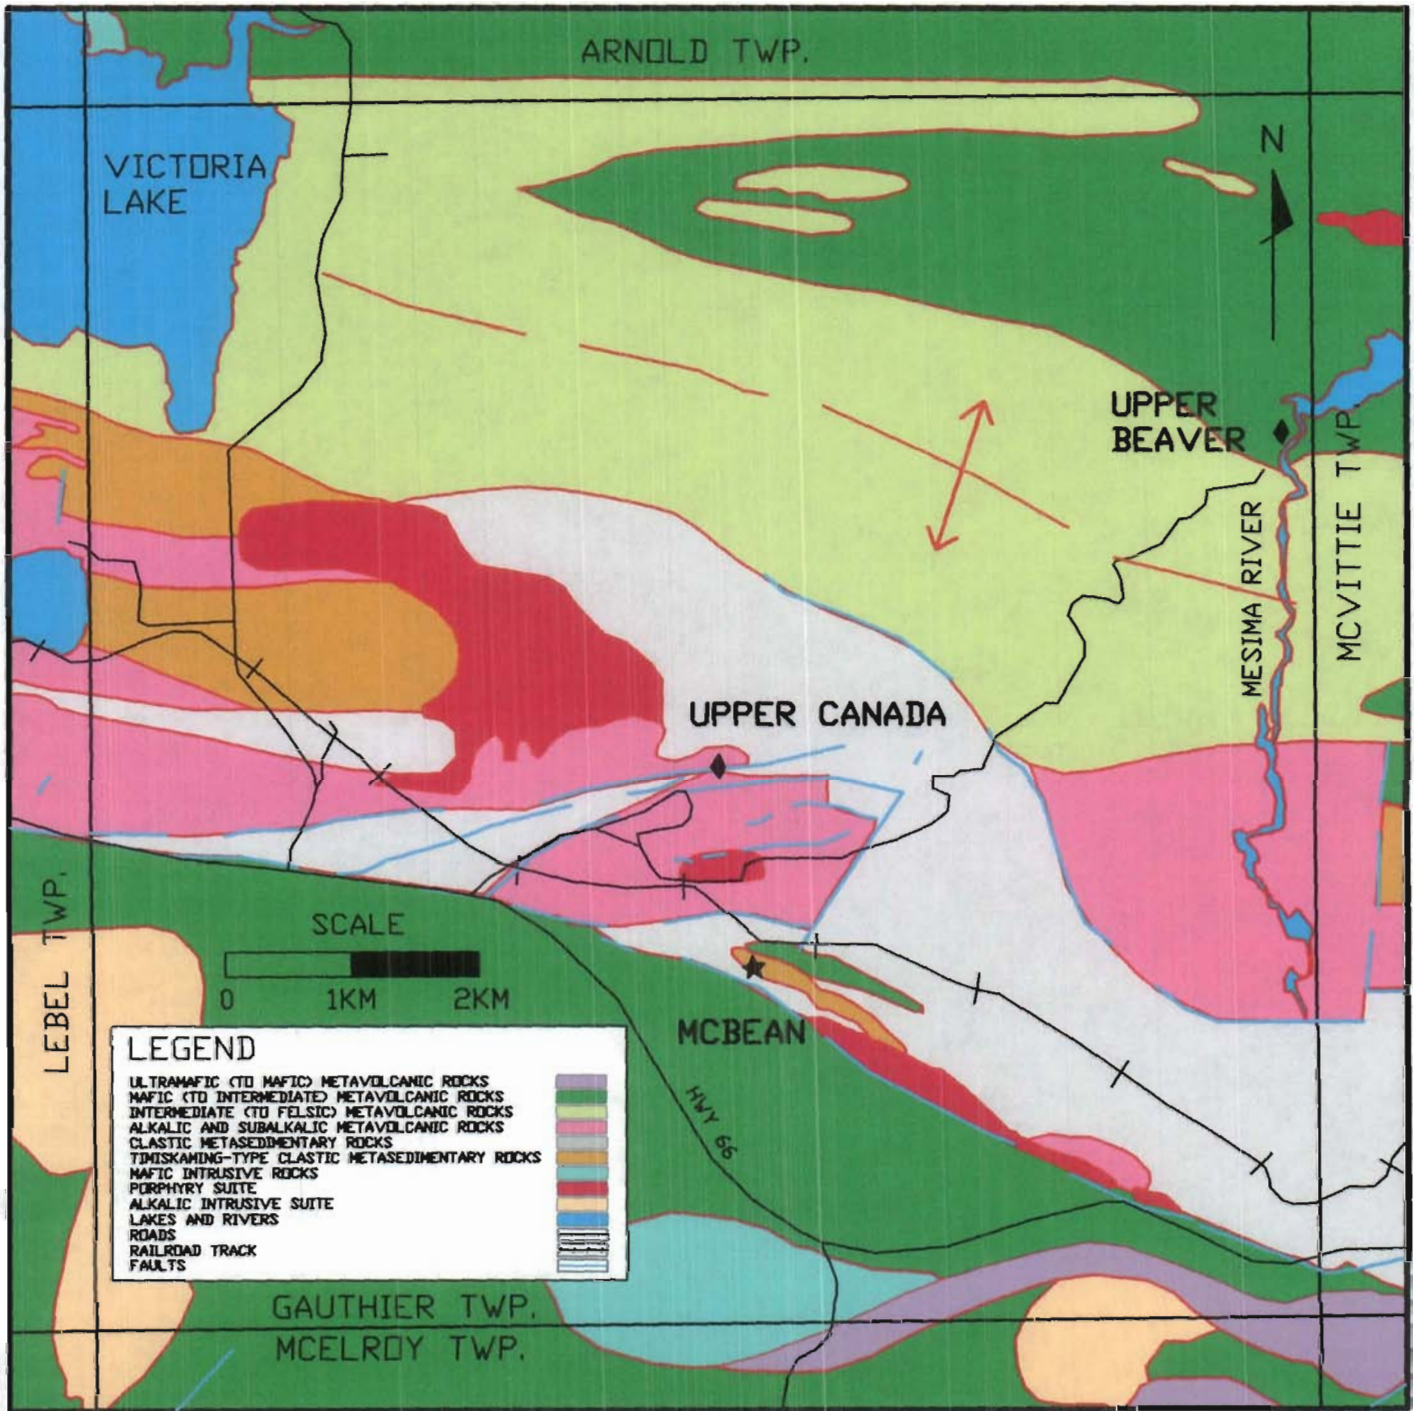 ARNOLD TWP.
N
VICTORIA
LAKE
UPPER
BEAVER
MCVITTIE TWP.
MESIMA RIVER
UPPER CANADA
LEBEL TWP.
SCALE
0 1KM 2KM
MCBEAN
HWY 66
LEGEND
ULTRAMAFIC (TO MAFIC) METAVOLCANIC ROCKS
MAFIC (TO INTERMEDIATE) METAVOLCANIC ROCKS
INTERMEDIATE (TO FELSIC) METAVOLCANIC ROCKS
ALKALIC AND SUBALKALIC METAVOLCANIC ROCKS
CLASTIC METASEDIMENTARY ROCKS
TIMISKAMING-TYPE CLASTIC METASEDIMENTARY ROCKS
MAFIC INTRUSIVE ROCKS
PORPHYRY SUITE
ALKALIC INTRUSIVE SUITE
LAKES AND RIVERS
ROADS
RAILROAD TRACK
FAULTS
GAUTHIER TWP.
MCELROY TWP.